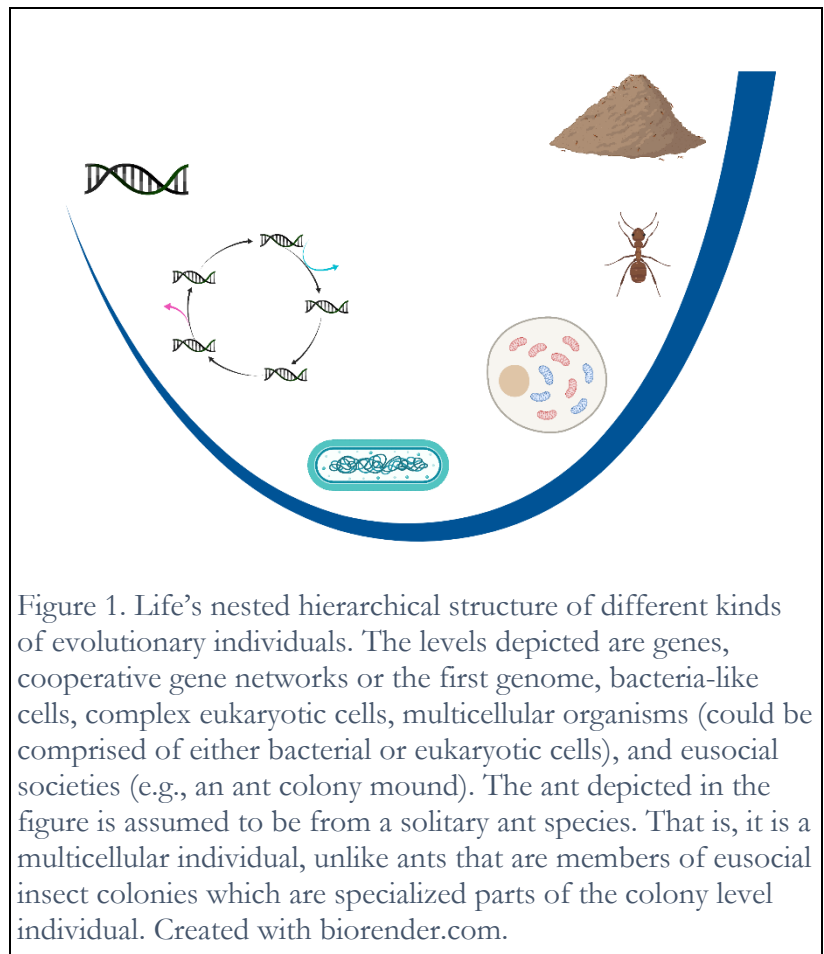 Figure 1. Life’s nested hierarchical structure of different kinds
of evolutionary individuals. The levels depicted are genes,
cooperative gene networks or the first genome, bacteria-like
cells, complex eukaryotic cells, multicellular organisms (could be
comprised of either bacterial or eukaryotic cells), and eusocial
societies (e.g., an ant colony mound). The ant depicted in the
figure is assumed to be from a solitary ant species. That is, it is a
multicellular individual, unlike ants that are members of eusocial
insect colonies which are specialized parts of the colony level
individual. Created with biorender.com.